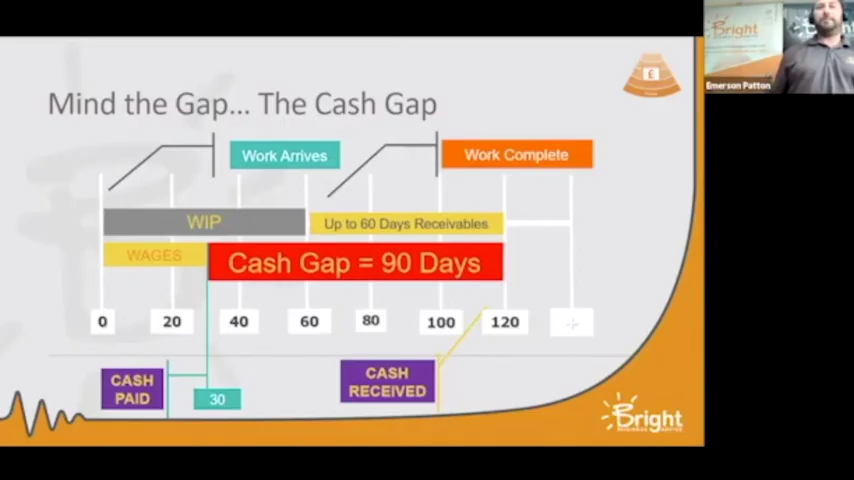 Bright
Emerson Patton
£
Mind the Gap... The Cash Gap
Work Arrives
Work Complete
WIP
Up to 60 Days Receivables
WAGES
Cash Gap = 90 Days
0
20
40
60
80
100
120
+
CASH
PAID
30
CASH
RECEIVED
Bright